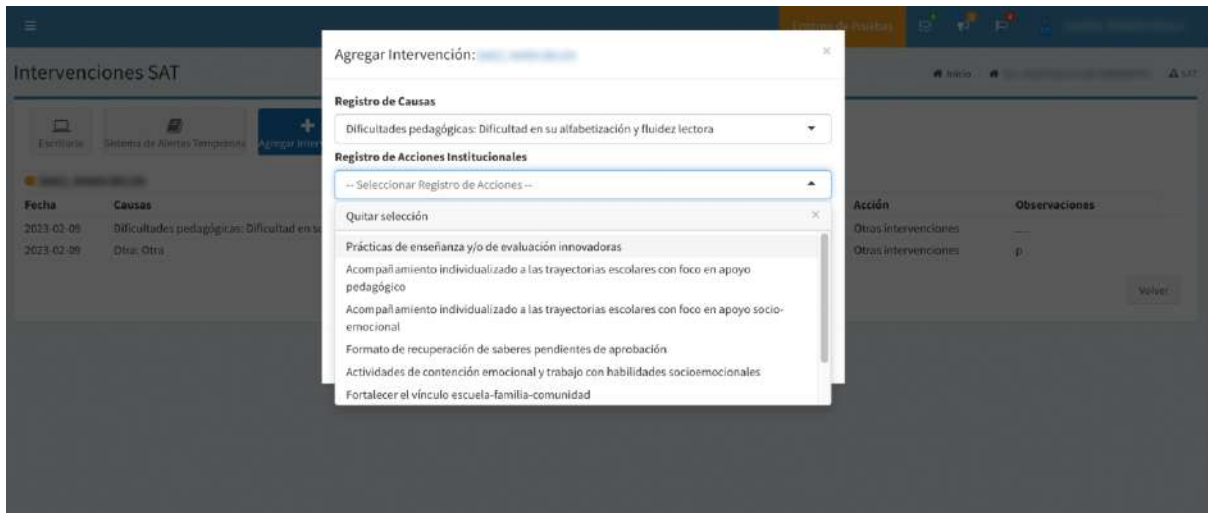 Entorno de Pruebas
Intervenciones SAT
Inicio
SAT
Escritorio
Sistema de Alertas Tempranas
Agregar Interv
Agregar Intervención:
×
Registro de Causas
Dificultades pedagógicas: Dificultad en su alfabetización y fluidez lectora
Registro de Acciones Institucionales
-- Seleccionar Registro de Acciones --
Quitar selección ×
Prácticas de enseñanza y/o de evaluación innovadoras
Acompañamiento individualizado a las trayectorias escolares con foco en apoyo
pedagógico
Acompañamiento individualizado a las trayectorias escolares con foco en apoyo socio-
emocional
Formato de recuperación de saberes pendientes de aprobación
Actividades de contención emocional y trabajo con habilidades socioemocionales
Fortalecer el vínculo escuela-familia-comunidad
Fecha Causas Acción Observaciones
2023-02-09 Dificultades pedagógicas: Dificultad en su Otras intervenciones .....
2023-02-09 Otra: Otra Otras intervenciones p
Volver